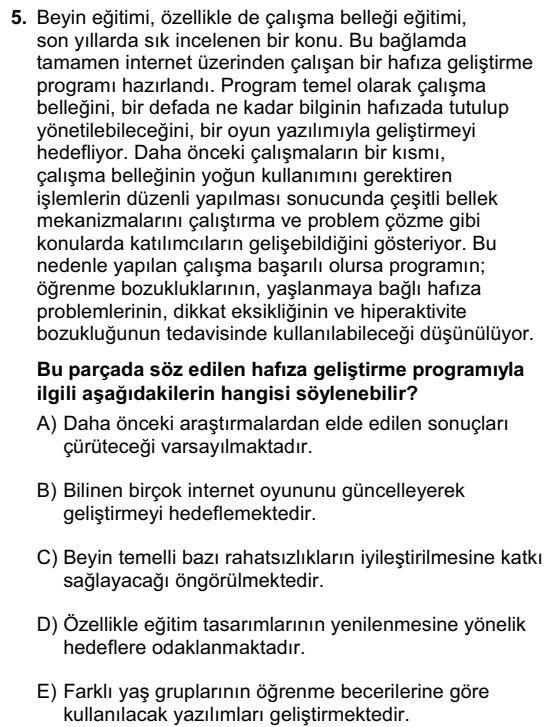 5. Beyin eğitimi, özellikle de çalışma belleği eğitimi,
son yıllarda sık incelenen bir konu. Bu bağlamda
tamamen internet üzerinden çalışan bir hafıza geliştirme
programı hazırlandı. Program temel olarak çalışma
belleğini, bir defada ne kadar bilginin hafızada tutulup
yönetilebileceğini, bir oyun yazılımıyla geliştirmeyi
hedefliyor. Daha önceki çalışmaların bir kısmı,
çalışma belleğinin yoğun kullanımını gerektiren
işlemlerin düzenli yapılması sonucunda çeşitli bellek
mekanizmalarını çalıştırma ve problem çözme gibi
konularda katılımcıların gelişebildiğini gösteriyor. Bu
nedenle yapılan çalışma başarılı olursa programın;
öğrenme bozukluklarının, yaşlanmaya bağlı hafıza
problemlerinin, dikkat eksikliğinin ve hiperaktivite
bozukluğunun tedavisinde kullanılabileceği düşünülüyor.
Bu parçada söz edilen hafıza geliştirme programıyla
ilgili aşağıdakilerin hangisi söylenebilir?
A) Daha önceki araştırmalardan elde edilen sonuçları
çürüteceği varsayılmaktadır.
B) Bilinen birçok internet oyununu güncelleyerek
geliştirmeyi hedeflemektedir.
C) Beyin temelli bazı rahatsızlıkların iyileştirilmesine katkı
sağlayacağı öngörülmektedir.
D) Özellikle eğitim tasarımlarının yenilenmesine yönelik
hedeflere odaklanmaktadır.
E) Farklı yaş gruplarının öğrenme becerilerine göre
kullanılacak yazılımları geliştirmektedir.